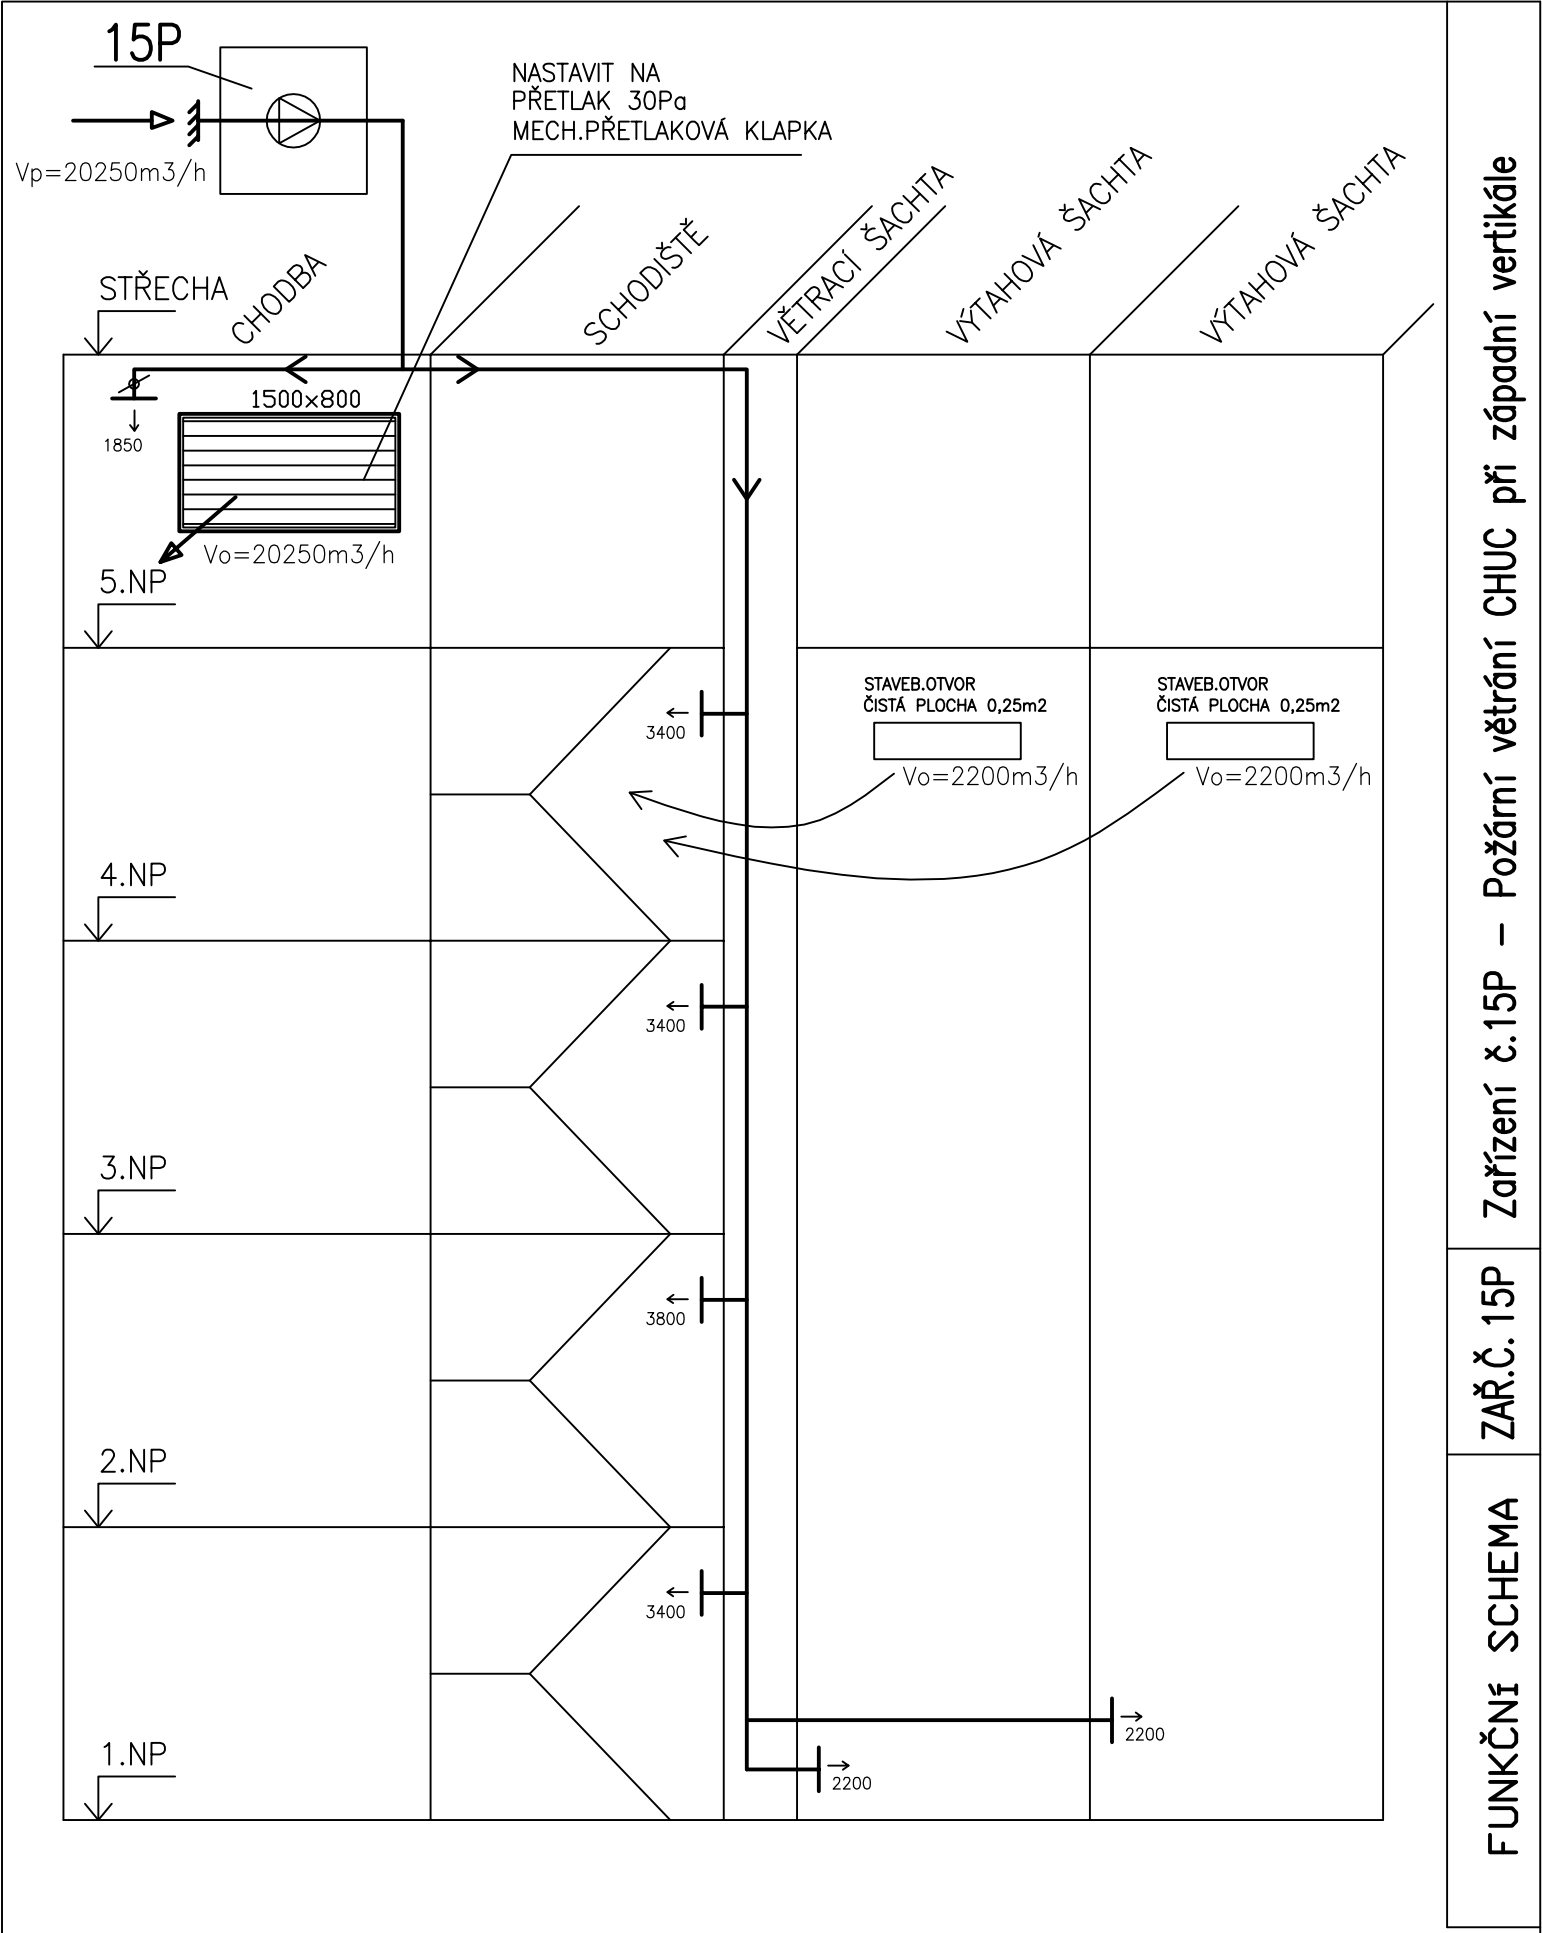 15P
NASTAVIT NA
PŘETLAK 30Pa
MECH.PŘETLAKOVÁ KLAPKA
Vp=20250m3/h
STŘECHA
CHODBA
SCHODIŠTĚ
VĚTRACÍ ŠACHTA
VÝTAHOVÁ ŠACHTA
VÝTAHOVÁ ŠACHTA
1500x800
1850
Vo=20250m3/h
5.NP
STAVEB.OTVOR
ČISTÁ PLOCHA 0,25m2
Vo=2200m3/h
STAVEB.OTVOR
ČISTÁ PLOCHA 0,25m2
Vo=2200m3/h
3400
4.NP
3400
3.NP
3800
2.NP
3400
1.NP
2200
2200
FUNKČNÍ SCHEMA
ZAŘ.Č. 15P
Zařízení č.15P – Požární větrání CHUC při západní vertikále